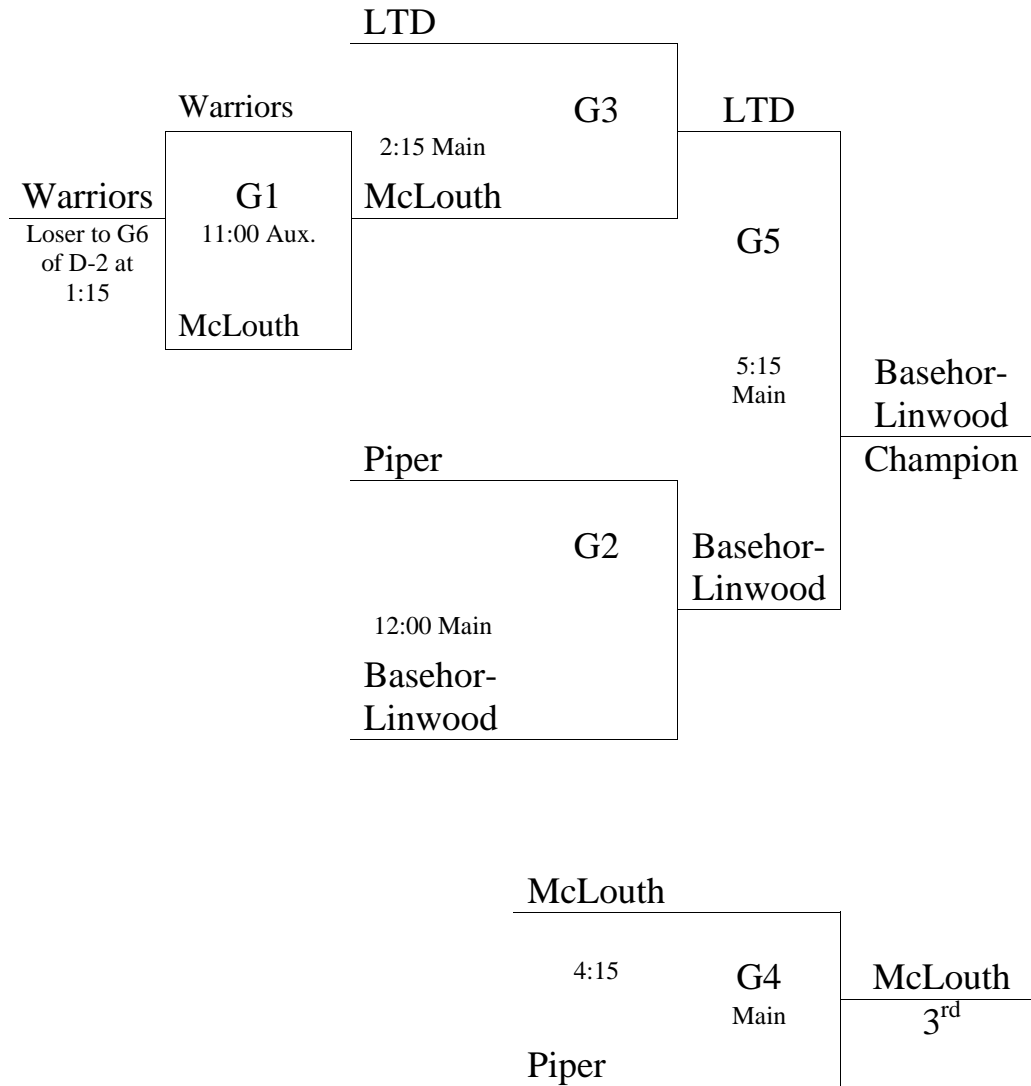 LTD
Warriors
G3
LTD
2:15 Main
Warriors
G1
McLouth
Loser to G6
of D-2 at
1:15
11:00 Aux.
G5
McLouth
5:15
Main
Basehor-
Linwood
Champion
Piper
G2
Basehor-
Linwood
12:00 Main
Basehor-
Linwood
McLouth
4:15
G4
Main
McLouth
3rd
Piper